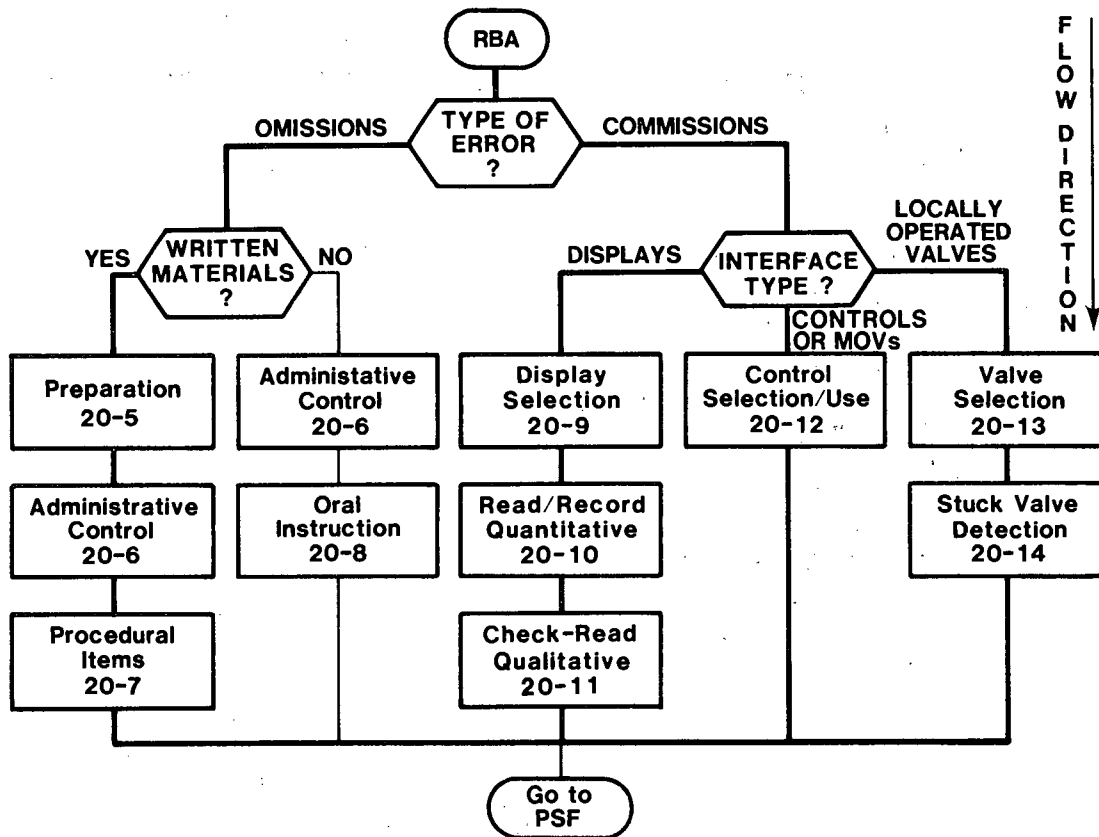 RBA
TYPE OF
ERROR
?
OMISSIONS
COMMISSIONS
WRITTEN
MATERIALS
?
YES
NO
INTERFACE
TYPE ?
DISPLAYS
CONTROLS
OR MOVs
LOCALLY
OPERATED
VALVES
FLOW DIRECTION
Preparation
20-5
Administrative
Control
20-6
Procedural
Items
20-7
Administative
Control
20-6
Oral
Instruction
20-8
Display
Selection
20-9
Read/Record
Quantitative
20-10
Check-Read
Qualitative
20-11
Control
Selection/Use
20-12
Valve
Selection
20-13
Stuck Valve
Detection
20-14
Go to
PSF